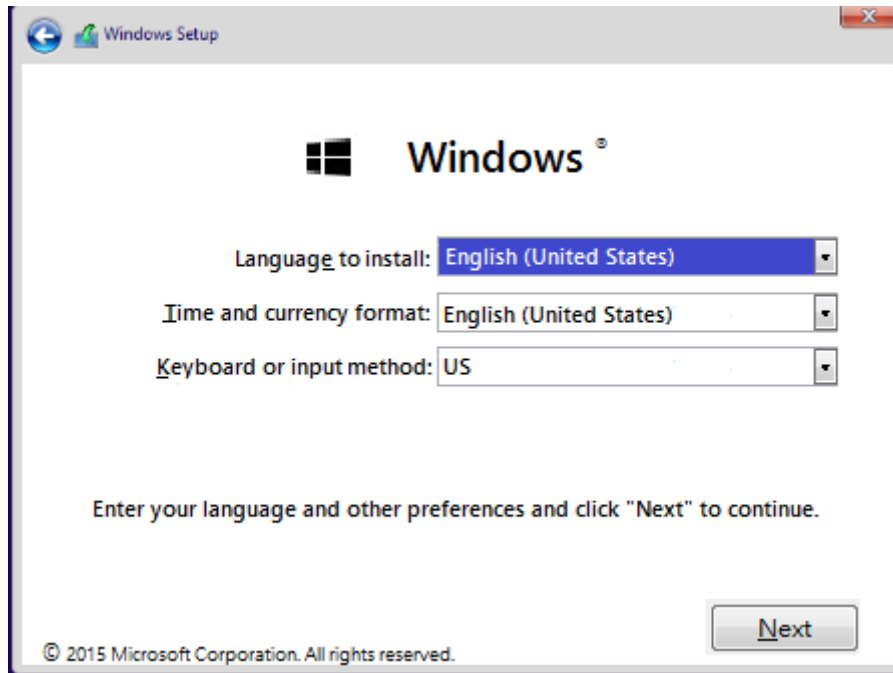 Windows Setup
Windows ®
Language to install: English (United States)
Time and currency format: English (United States)
Keyboard or input method: US
Enter your language and other preferences and click "Next" to continue.
Next
© 2015 Microsoft Corporation. All rights reserved.